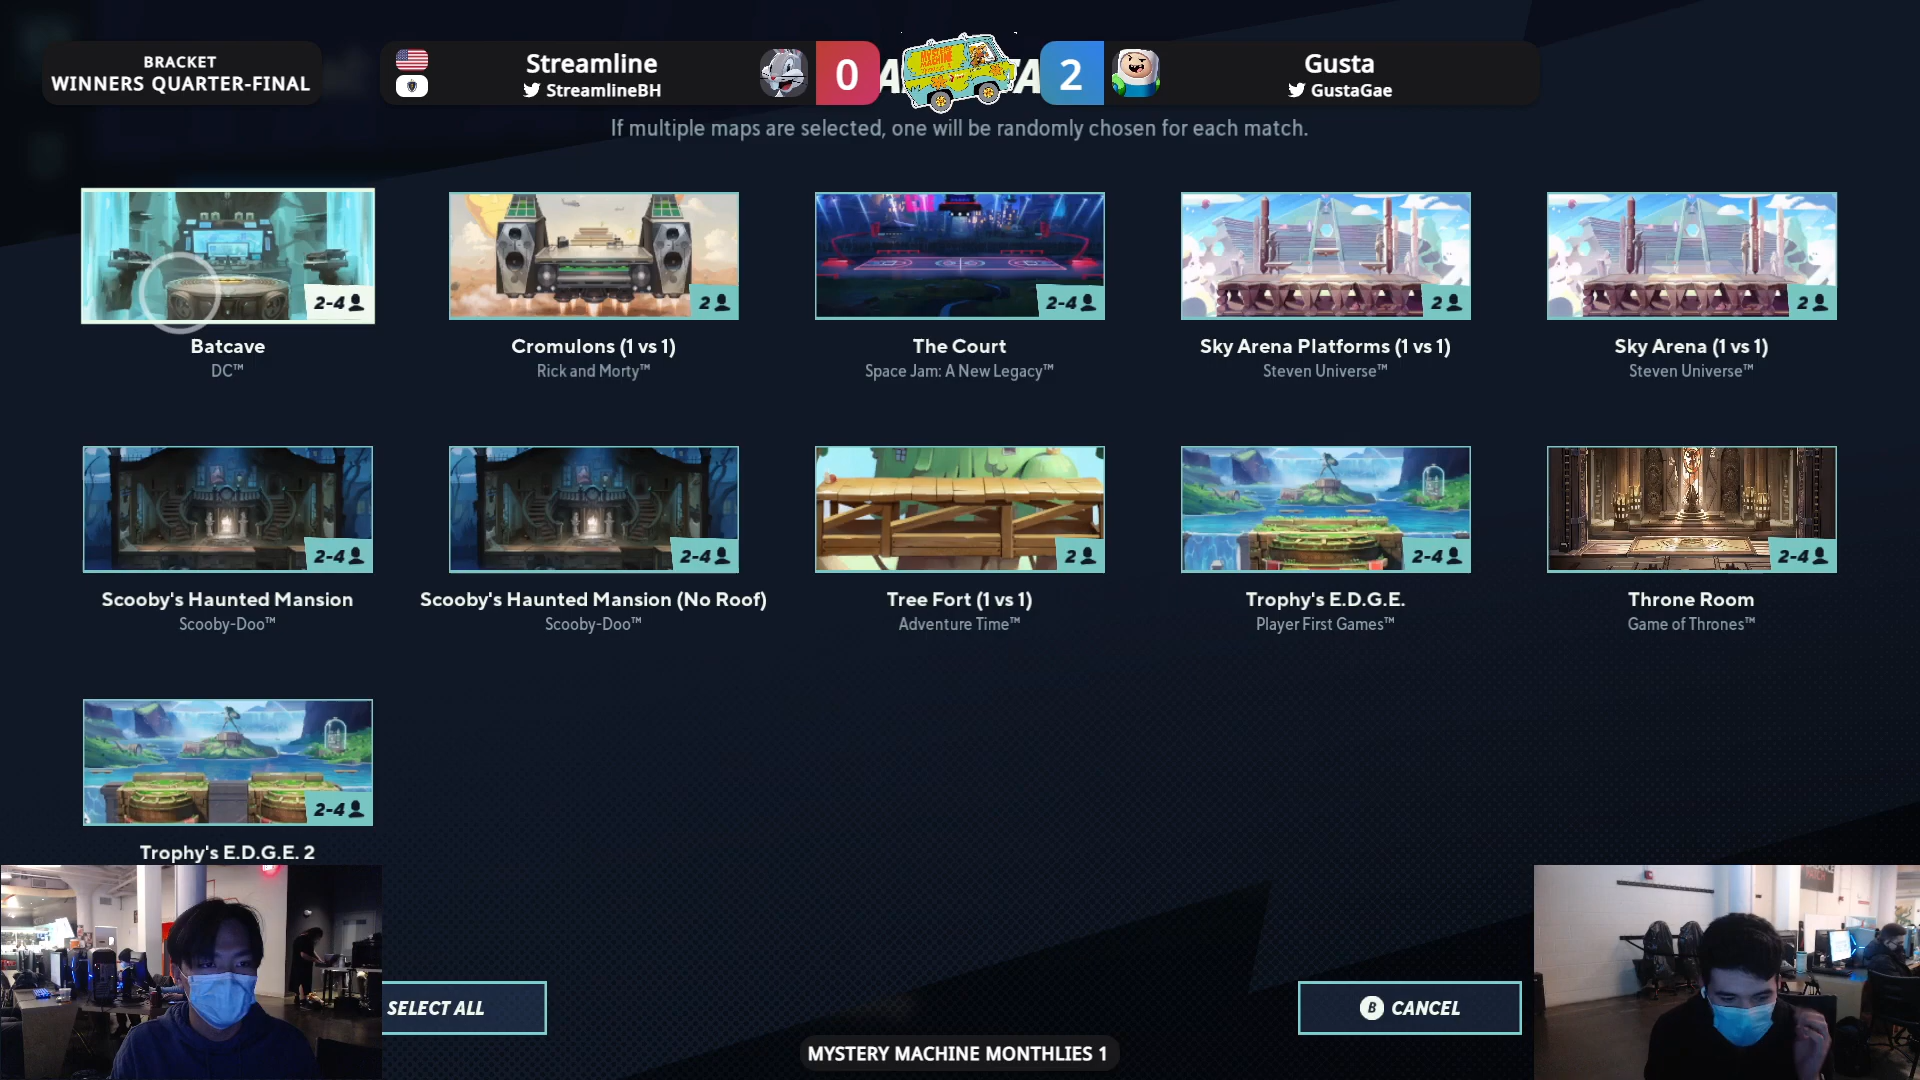 BRACKET
WINNERS QUARTER-FINAL
Streamline
StreamlineBH
0
MYSTERY
MACHINE
2
Gusta
GustaGae
If multiple maps are selected, one will be randomly chosen for each match.
2-4
2
2-4
2
2
Batcave
Cromulons (1 vs 1)
The Court
Sky Arena Platforms (1 vs 1)
Sky Arena (1 vs 1)
DC™
Rick and Morty™
Space Jam: A New Legacy™
Steven Universe™
Steven Universe™
2-4
2-4
2
2-4
2-4
Scooby's Haunted Mansion
Scooby's Haunted Mansion (No Roof)
Tree Fort (1 vs 1)
Trophy's E.D.G.E.
Throne Room
Scooby-Doo™
Scooby-Doo™
Adventure Time™
Player First Games™
Game of Thrones™
2-4
Trophy's E.D.G.E. 2
SELECT ALL
B CANCEL
MYSTERY MACHINE MONTHLIES 1